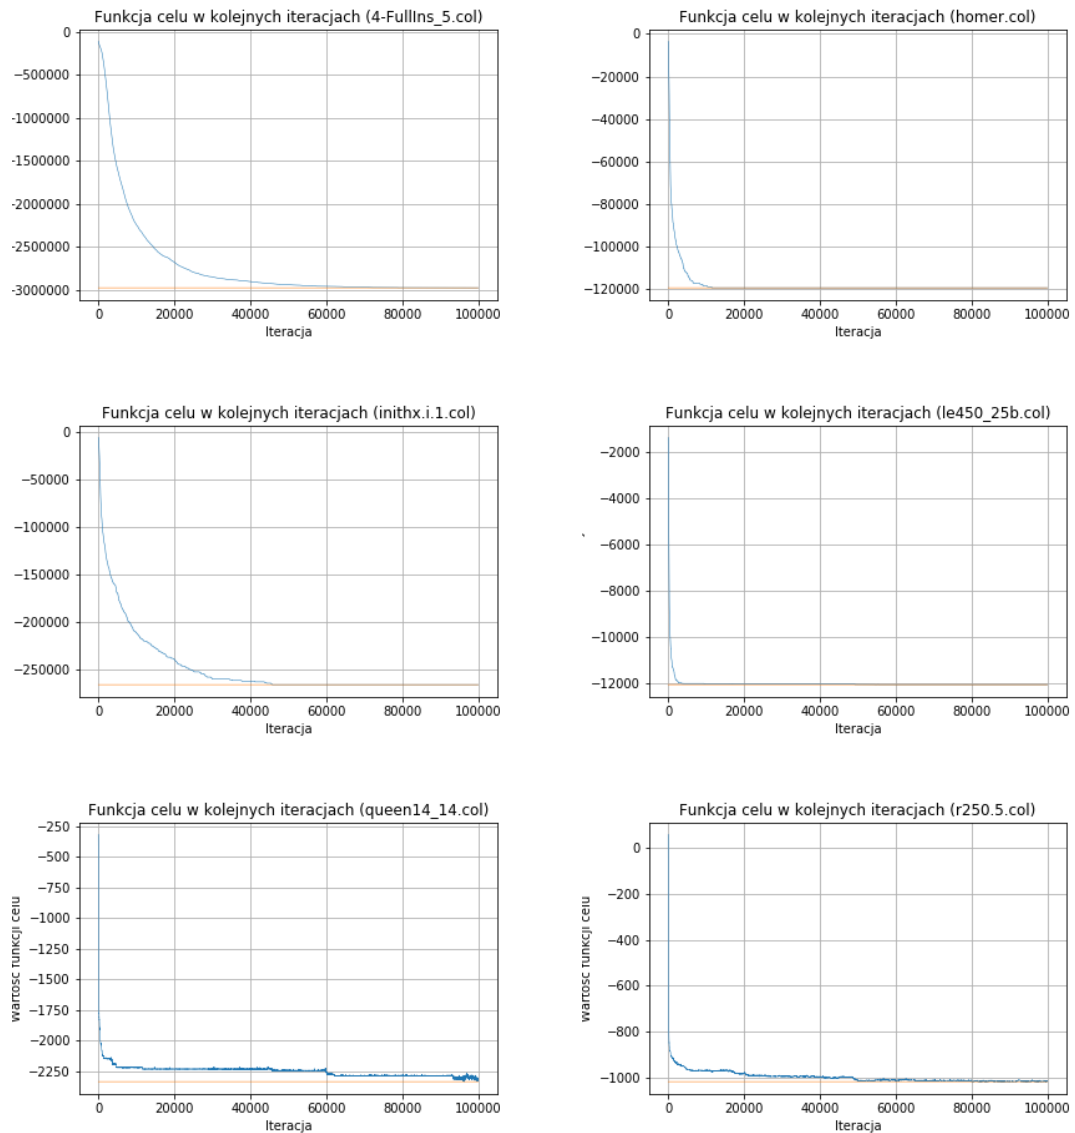 Funkcja celu w kolejnych iteracjach (4-FullIns_5.col)
0
−500000
-1000000
-1500000
-2000000
-2500000
-3000000
0 20000 40000 60000 80000 100000
Iteracja
Funkcja celu w kolejnych iteracjach (homer.col)
0
−20000
−40000
−60000
−80000
−100000
−120000
0 20000 40000 60000 80000 100000
Iteracja
Funkcja celu w kolejnych iteracjach (inithx.i.1.col)
0
−50000
−100000
−150000
−200000
−250000
0 20000 40000 60000 80000 100000
Iteracja
Funkcja celu w kolejnych iteracjach (le450_25b.col)
−2000
−4000
−6000
−8000
−10000
−12000
0 20000 40000 60000 80000 100000
Iteracja
Funkcja celu w kolejnych iteracjach (queen14_14.col)
wartość funkcji celu
−250
−500
−750
−1000
−1250
−1500
−1750
−2000
−2250
0 20000 40000 60000 80000 100000
Iteracja
Funkcja celu w kolejnych iteracjach (r250.5.col)
wartość funkcji celu
0
−200
−400
−600
−800
−1000
0 20000 40000 60000 80000 100000
Iteracja